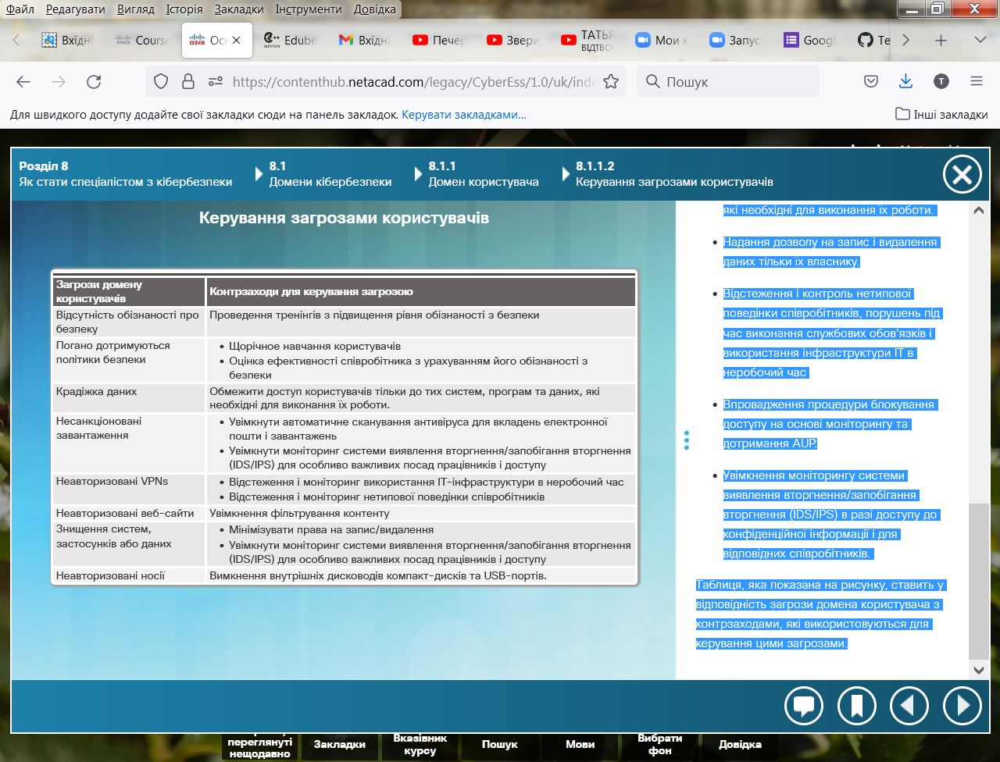 Файл Редагувати Вигляд Історія Закладки Інструменти Довідка
Вхідні
Cours
Осн
Edube
Вхідні
Печер
Звери
ТАТЬЯ
ВІДТВО
Мои к
Запус
Googl
Te
https://contenthub.netacad.com/legacy/CyberEss/1.0/uk/inde
Пошук
Для швидкого доступу додайте свої закладки сюди на панель закладок. Керувати закладками...
Інші закладки
Розділ 8
Як стати спеціалістом з кібербезпеки
8.1
Домени кібербезпеки
8.1.1
Домен користувача
8.1.1.2
Керування загрозами користувачів
Керування загрозами користувачів
Загрози домену
користувачів
Контрзаходи для керування загрозою
Відсутність обізнаності про
безпеку
Проведення тренінгів з підвищення рівня обізнаності з безпеки
Погано дотримуються
політики безпеки
• Щорічне навчання користувачів
• Оцінка ефективності співробітника з урахуванням його обізнаності з
безпеки
Крадіжка даних
Обмежити доступ користувачів тільки до тих систем, програм та даних, які
необхідні для виконання їх роботи.
Несанкціоновані
завантаження
• Увімкнути автоматичне сканування антивіруса для вкладень електронної
пошти і завантажень
• Увімкнути моніторинг системи виявлення вторгнення/запобігання вторгнення
(IDS/IPS) для особливо важливих посад працівників і доступу
Неавторизовані VPNs
• Відстеження і моніторинг використання ІТ-інфраструктури в неробочий час
• Відстеження і моніторинг нетипової поведінки співробітників
Неавторизовані веб-сайти
Увімкнення фільтрування контенту
Знищення систем,
застосунків або даних
• Мінімізувати права на запис/видалення
• Увімкнути моніторинг системи виявлення вторгнення/запобігання вторгнення
(IDS/IPS) для особливо важливих посад працівників і доступу
Неавторизовані носії
Вимкнення внутрішніх дисководів компакт-дисків та USB-портів.
які необхідні для виконання їх роботи.
• Надання дозволу на запис і видалення
даних тільки їх власнику.
• Відстеження і контроль нетипової
поведінки співробітників, порушень під
час виконання службових обов'язків і
використання інфраструктури ІТ в
неробочий час
• Впровадження процедури блокування
доступу на основі моніторингу та
дотримання AUP.
• Увімкнення моніторингу системи
виявлення вторгнення/запобігання
вторгнення (IDS/IPS) в разі доступу до
конфіденційної інформації і для
відповідних співробітників.
Таблиця, яка показана на рисунку, ставить у
відповідність загрози домена користувача з
контрзаходами, які використовуються для
керування цими загрозами.
переглянуті
нещодавно
Закладки
Вказівник
курсу
Пошук
Мови
Вибрати
фон
Довідка